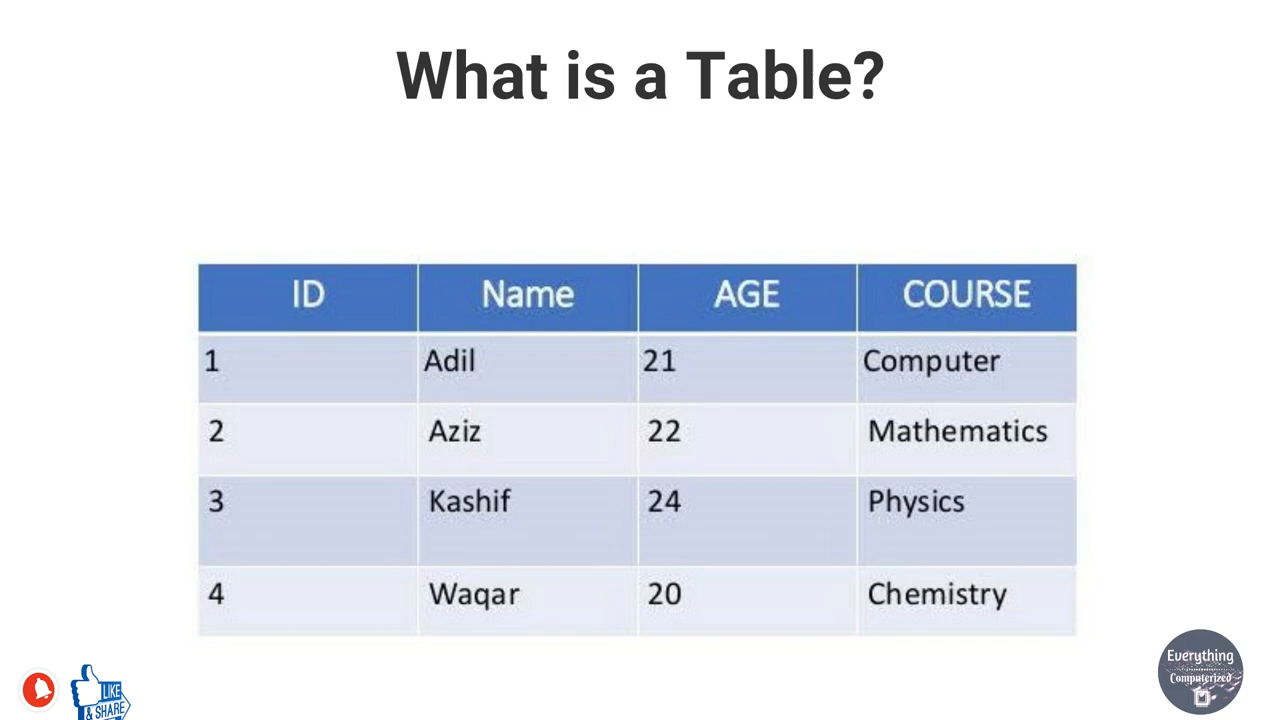 What is a Table?
ID Name AGE COURSE
1 Adil 21 Computer
2 Aziz 22 Mathematics
3 Kashif 24 Physics
4 Waqar 20 Chemistry
LIKE
& SHARE
Everything
Computerized